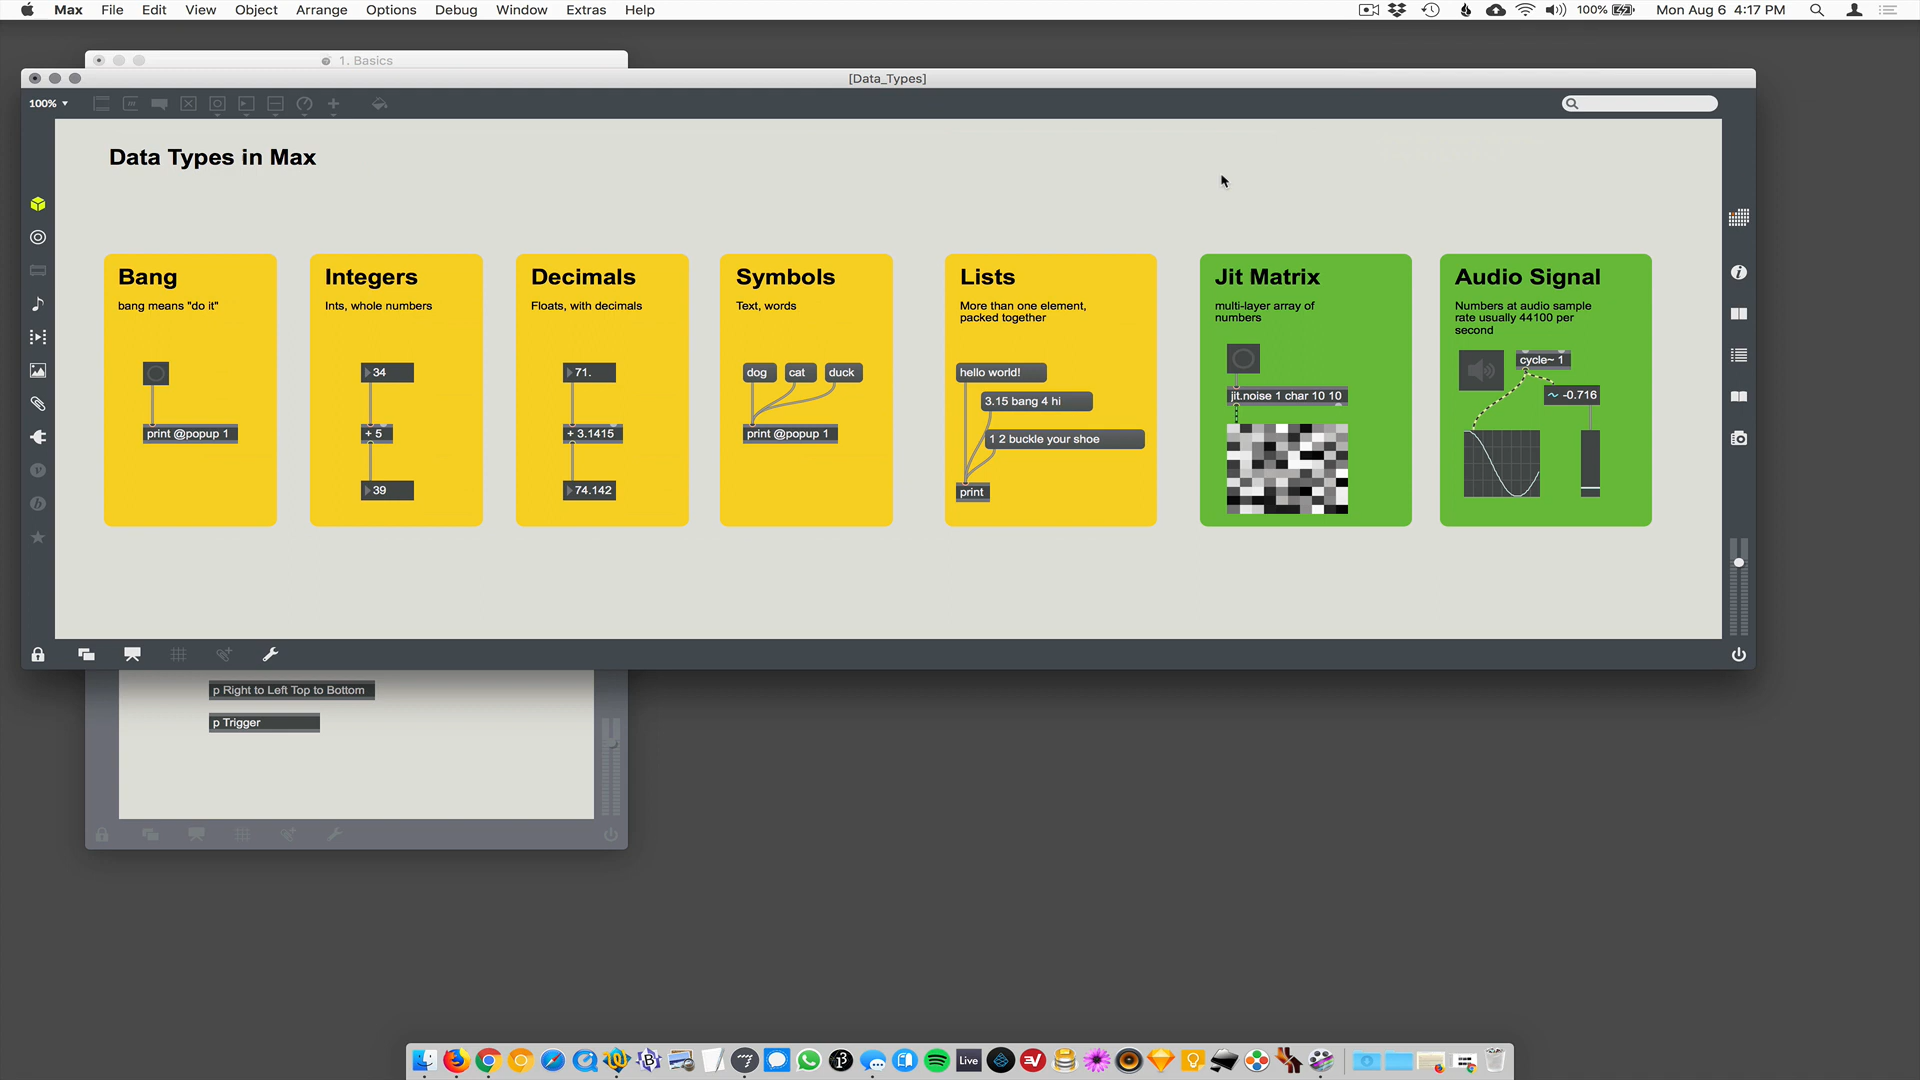 Max File Edit View Object Arrange Options Debug Window Extras Help 100% Mon Aug 6 4:17 PM
1. Basics
[Data_Types]
100%
Data Types in Max
Bang
bang means "do it"
print @popup 1
Integers
Ints, whole numbers
34
+ 5
39
Decimals
Floats, with decimals
71.
+ 3.1415
74.142
Symbols
Text, words
dog cat duck
print @popup 1
Lists
More than one element,
packed together
hello world!
3.15 bang 4 hi
1 2 buckle your shoe
print
Jit Matrix
multi-layer array of
numbers
jit.noise 1 char 10 10
Audio Signal
Numbers at audio sample
rate usually 44100 per
second
cycle~ 1
~ -0.716
p Right to Left Top to Bottom
p Trigger
Live